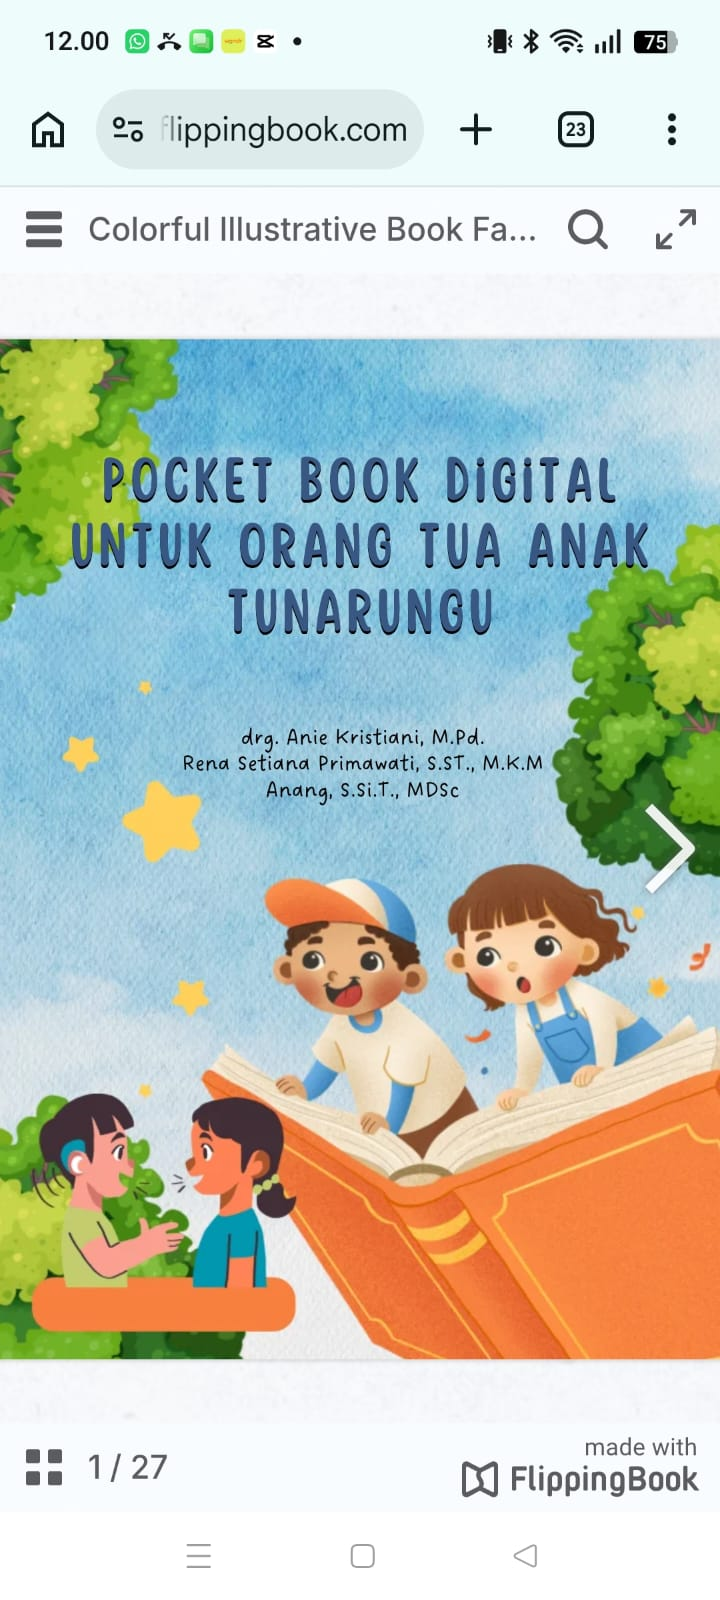 12.00
75
flippingbook.com
23
Colorful Illustrative Book Fa...
POCKET BOOK DiGiTAL
UNTUK ORANG TUA ANAK
TUNARUNGU
drg. Anie Kristiani, M.Pd.
Rena Setiana Primawati, S.ST., M.K.M
Anang, S.Si.T., MDSc
1 / 27
made with
FlippingBook